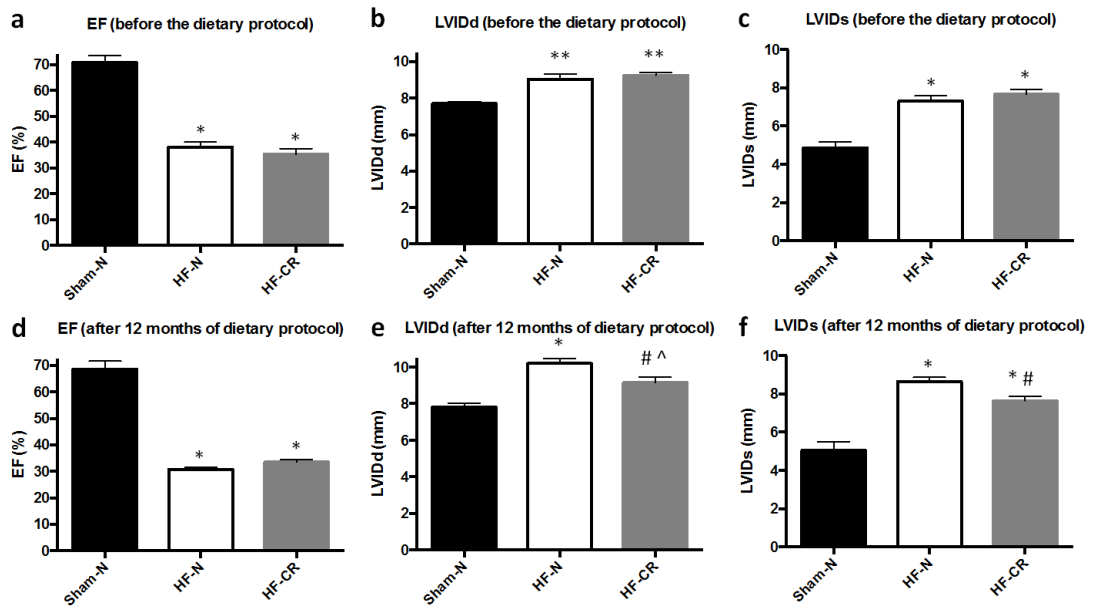 a
EF (before the dietary protocol)
EF (%)
70
60
50
40
30
20
10
0
*
*
Sham-N
HF-N
HF-CR
b
LVIDd (before the dietary protocol)
LVIDd (mm)
10
8
6
4
2
0
**
**
Sham-N
HF-N
HF-CR
c
LVIDs (before the dietary protocol)
LVIDs (mm)
10
8
6
4
2
0
*
*
Sham-N
HF-N
HF-CR
d
EF (after 12 months of dietary protocol)
EF (%)
70
60
50
40
30
20
10
0
*
*
Sham-N
HF-N
HF-CR
e
LVIDd (after 12 months of dietary protocol)
LVIDd (mm)
10
8
6
4
2
0
*
# ^
Sham-N
HF-N
HF-CR
f
LVIDs (after 12 months of dietary protocol)
LVIDs (mm)
10
8
6
4
2
0
*
* #
Sham-N
HF-N
HF-CR